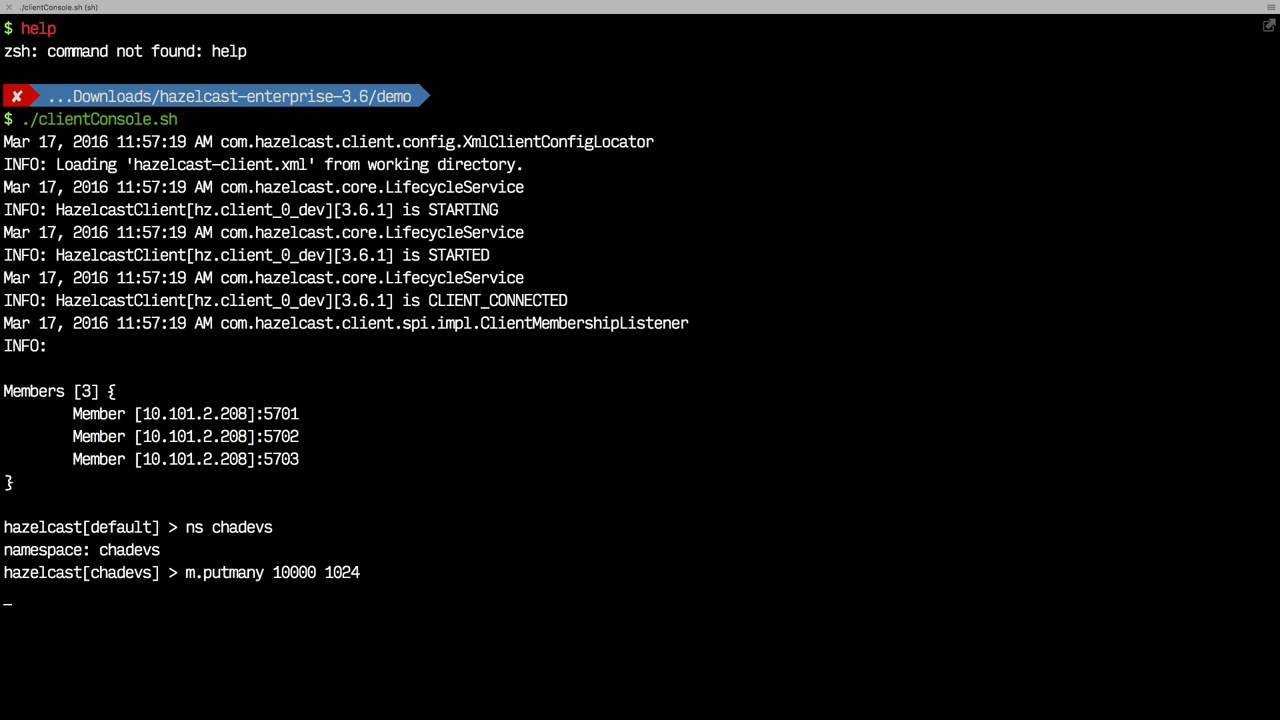 ./clientConsole.sh (sh)
$ help
zsh: command not found: help
✘ ...Downloads/hazelcast-enterprise-3.6/demo
$ ./clientConsole.sh
Mar 17, 2016 11:57:19 AM com.hazelcast.client.config.XmlClientConfigLocator
INFO: Loading 'hazelcast-client.xml' from working directory.
Mar 17, 2016 11:57:19 AM com.hazelcast.core.LifecycleService
INFO: HazelcastClient[hz.client_0_dev][3.6.1] is STARTING
Mar 17, 2016 11:57:19 AM com.hazelcast.core.LifecycleService
INFO: HazelcastClient[hz.client_0_dev][3.6.1] is STARTED
Mar 17, 2016 11:57:19 AM com.hazelcast.core.LifecycleService
INFO: HazelcastClient[hz.client_0_dev][3.6.1] is CLIENT_CONNECTED
Mar 17, 2016 11:57:19 AM com.hazelcast.client.spi.impl.ClientMembershipListener
INFO:
Members [3] {
Member [10.101.2.208]:5701
Member [10.101.2.208]:5702
Member [10.101.2.208]:5703
}
hazelcast[default] > ns chadevs
namespace: chadevs
hazelcast[chadevs] > m.putmany 10000 1024